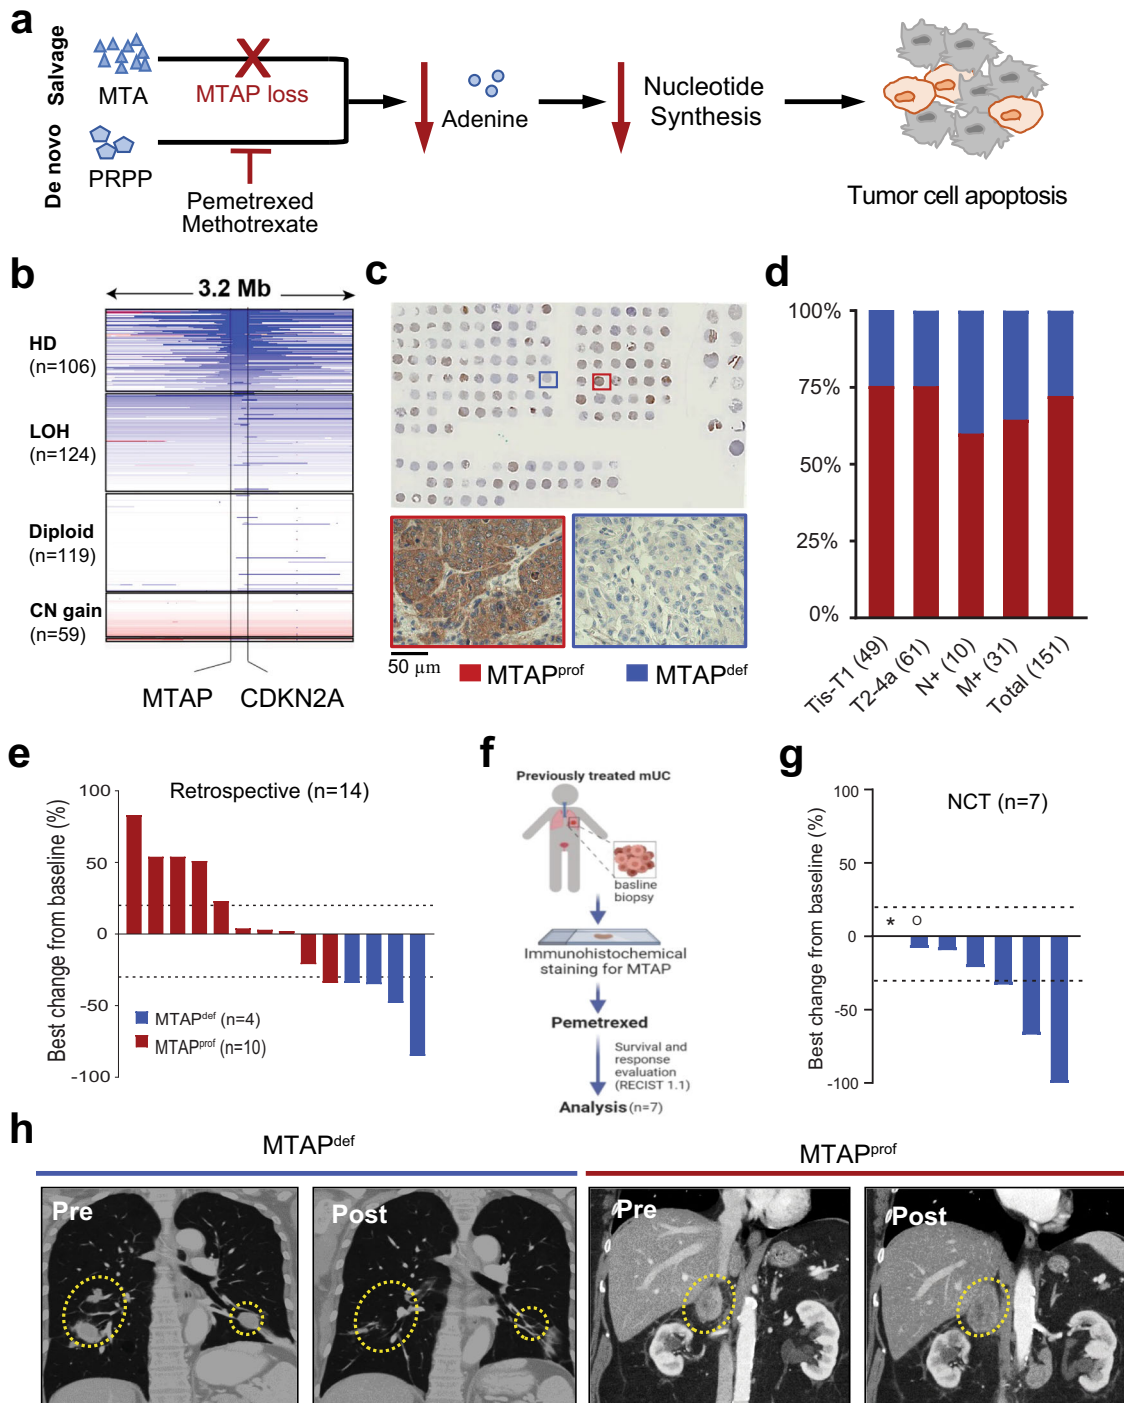 a
Salvage
De novo
MTA
MTAP loss
PRPP
Pemetrexed
Methotrexate
Adenine
Nucleotide
Synthesis
Tumor cell apoptosis
b
3.2 Mb
HD
(n=106)
LOH
(n=124)
Diploid
(n=119)
CN gain
(n=59)
MTAP
CDKN2A
c
50 µm
MTAPprof
MTAPdef
d
100%
75%
50%
25%
0%
Tis-T1 (49)
T2-4a (61)
N+ (10)
M+ (31)
Total (151)
e
Retrospective (n=14)
Best change from baseline (%)
100
50
0
-50
-100
MTAPdef (n=4)
MTAPprof (n=10)
f
Previously treated mUC
basline
biopsy
Immunohistochemical
staining for MTAP
Pemetrexed
Survival and
response
evaluation
(RECIST 1.1)
Analysis (n=7)
g
NCT (n=7)
Best change from baseline (%)
100
50
0
-50
-100
* o
h
MTAPdef
MTAPprof
Pre
Post
Pre
Post